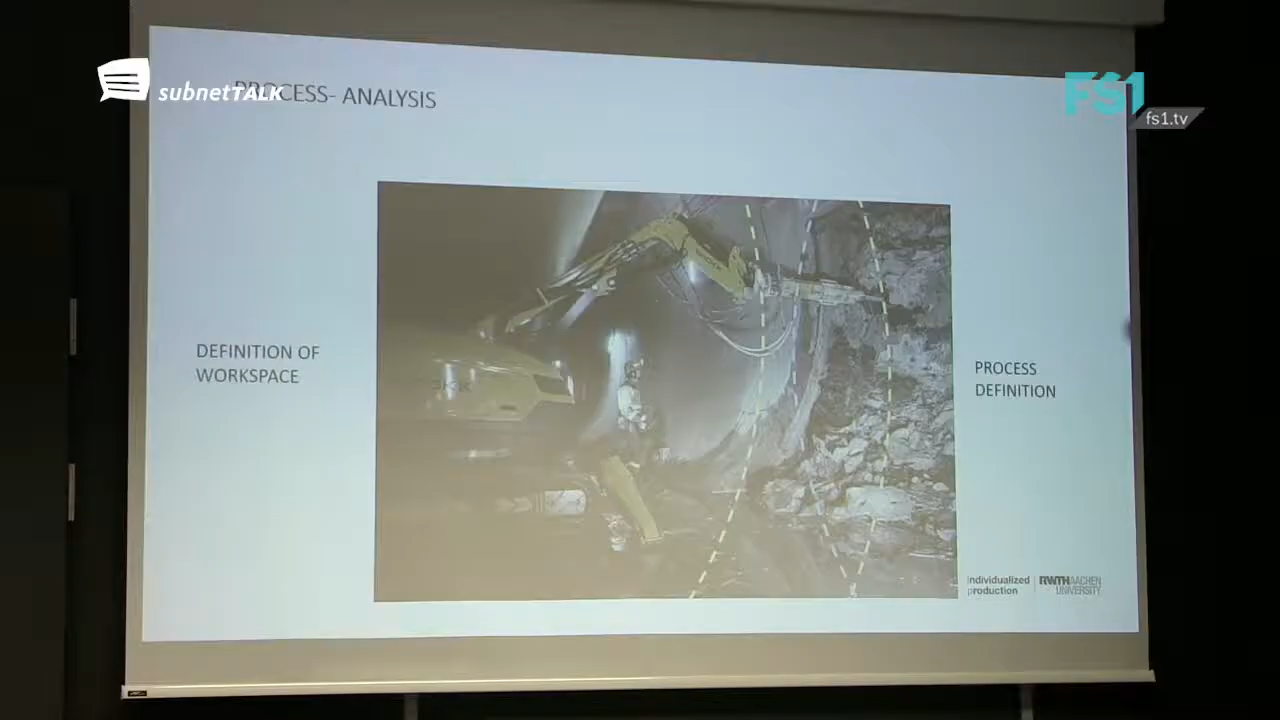 subnetTALK
PROCESS- ANALYSIS
FS1
fs1.tv
DEFINITION OF
WORKSPACE
PROCESS
DEFINITION
individualized
production
RWTHAACHEN
UNIVERSITY